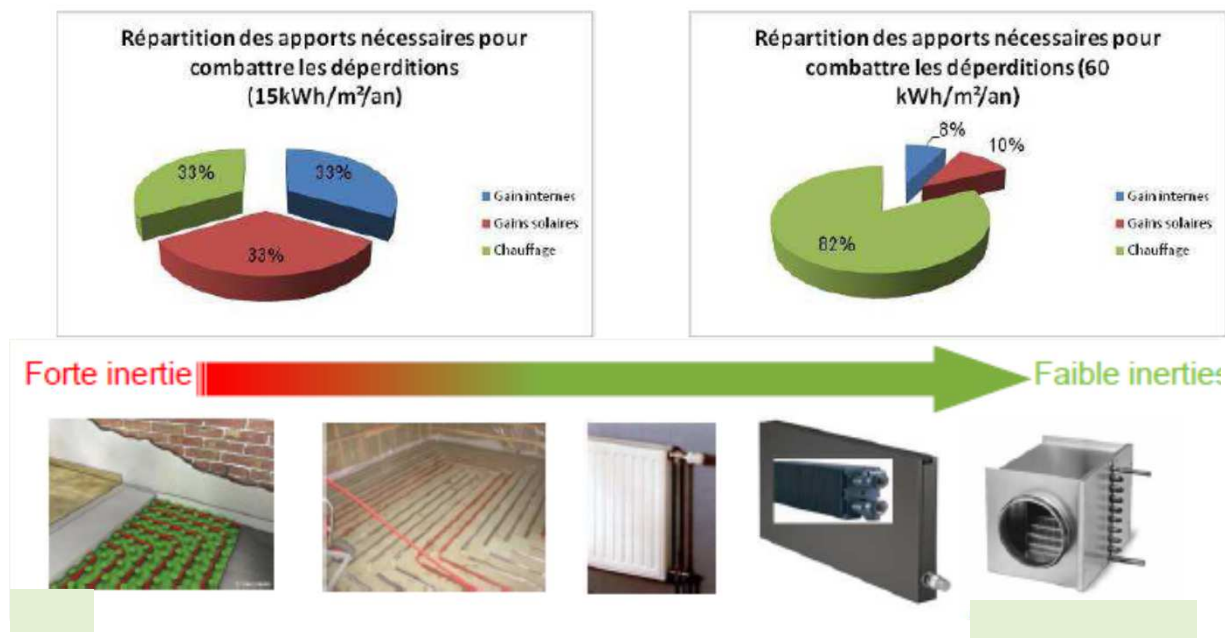 Répartition des apports nécessaires pour
combattre les déperditions
(15kWh/m²/an)
33%
33%
33%
Gain internes
Gains solaires
Chauffage
Répartition des apports nécessaires pour
combattre les déperditions (60
kWh/m²/an)
8%
10%
82%
Gain internes
Gains solaires
Chauffage
Forte inertie
Faible inerties